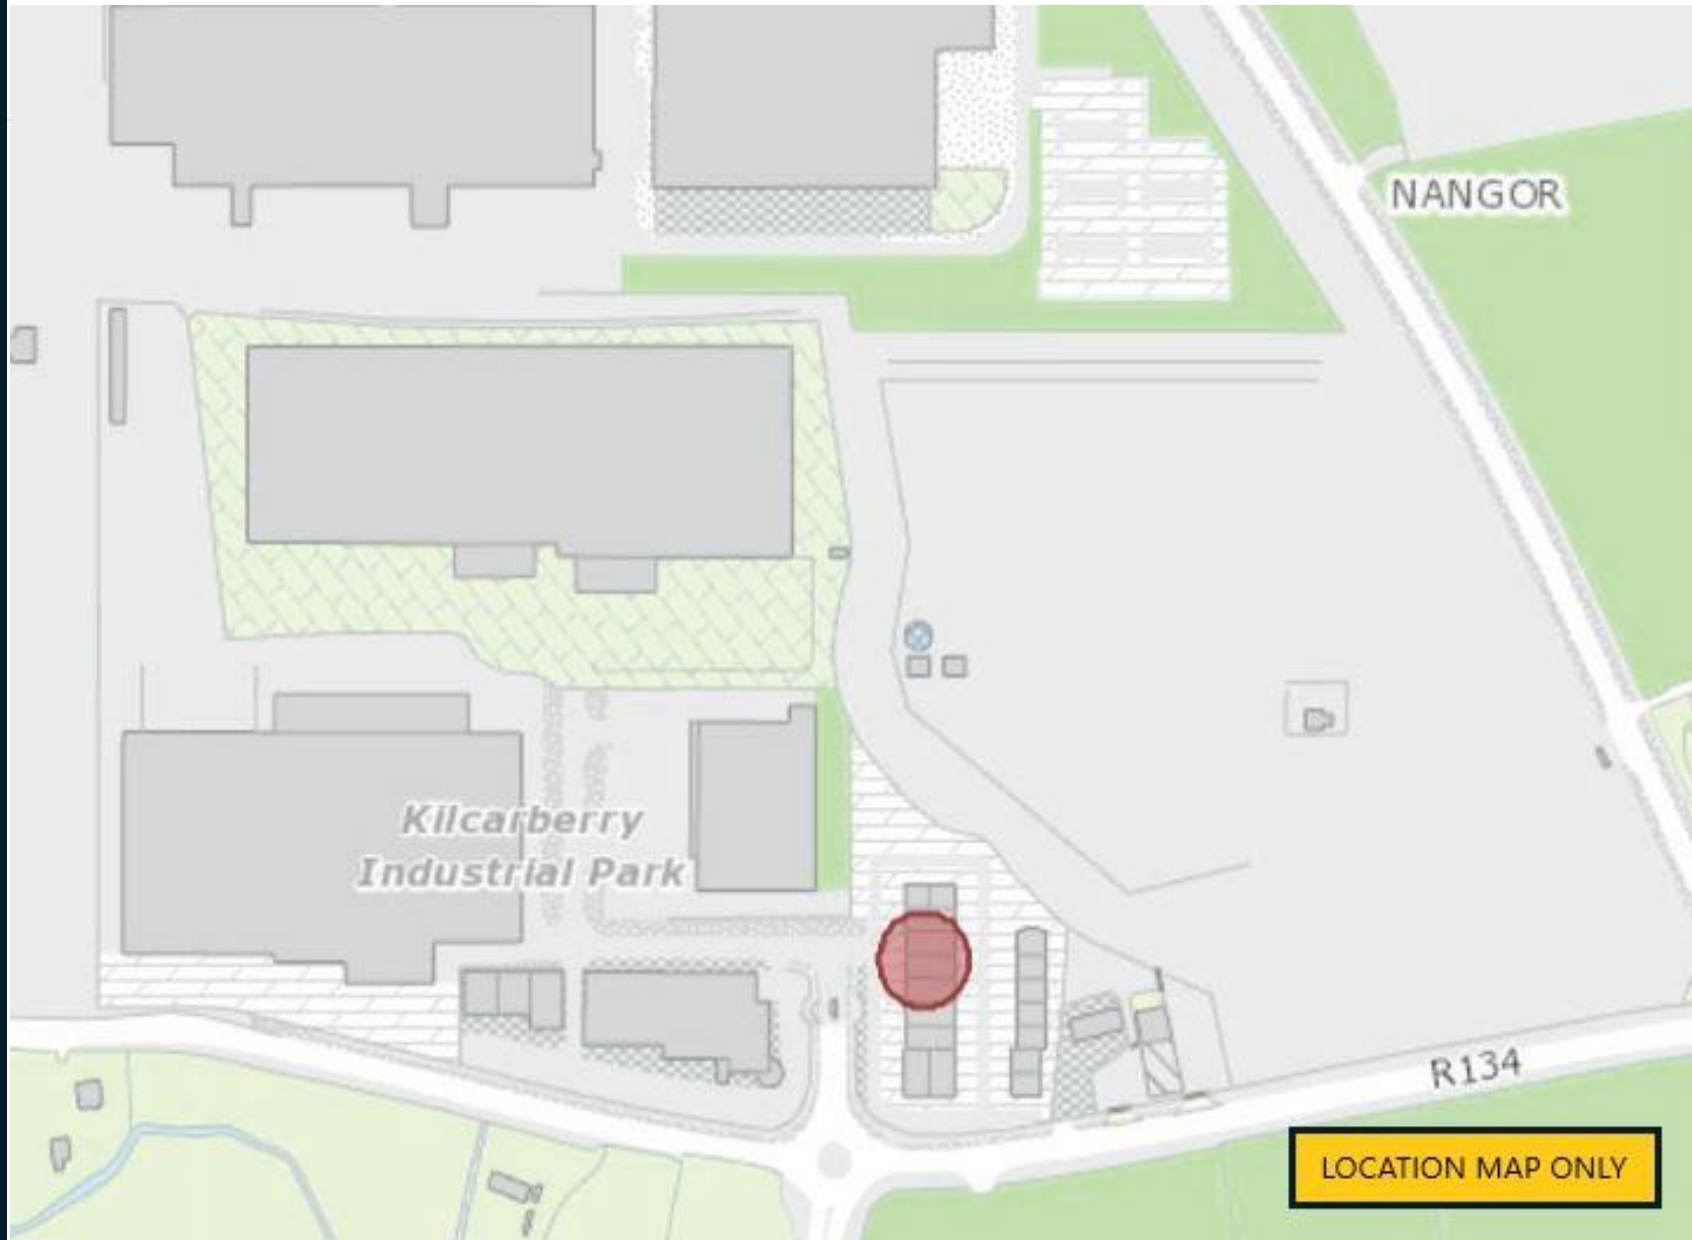 NANGOR
Kilcarberry
Industrial Park
R134
LOCATION MAP ONLY